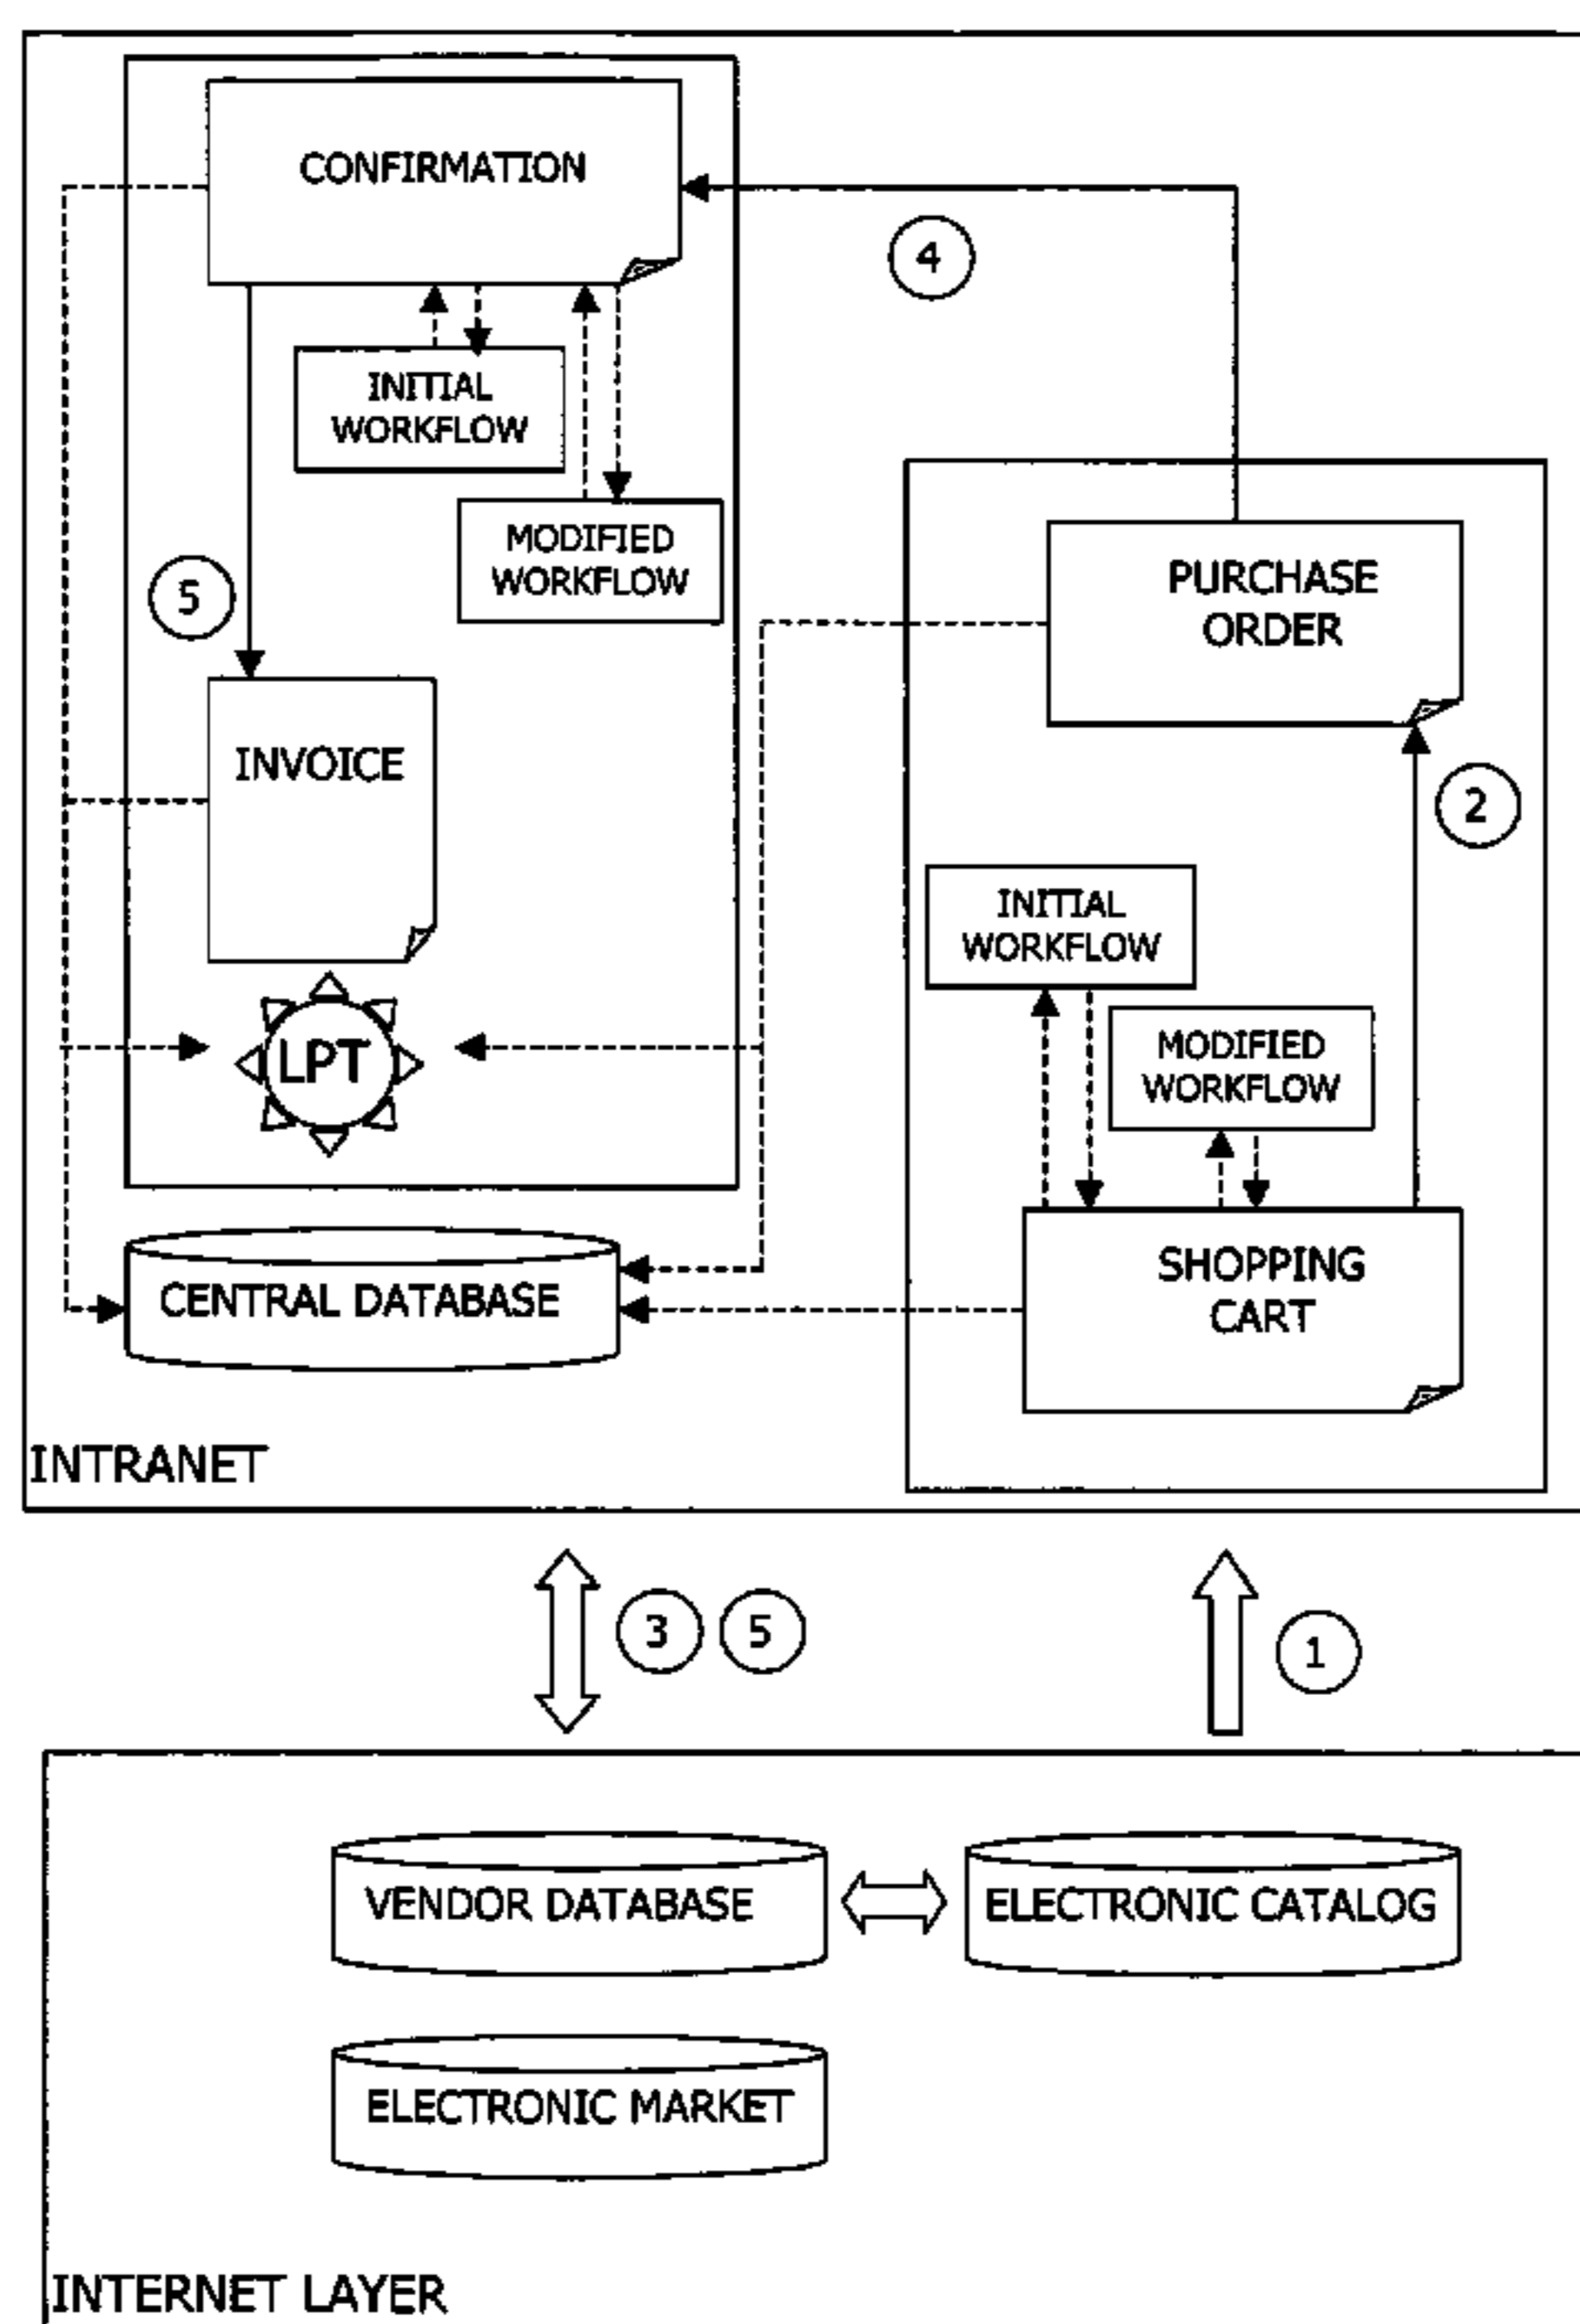 CONFIRMATION
4
INITIAL
WORKFLOW
MODIFIED
WORKFLOW
5
PURCHASE
ORDER
INVOICE
2
INITIAL
WORKFLOW
LPT
MODIFIED
WORKFLOW
CENTRAL DATABASE
SHOPPING
CART
INTRANET
3
5
1
VENDOR DATABASE
ELECTRONIC CATALOG
ELECTRONIC MARKET
INTERNET LAYER